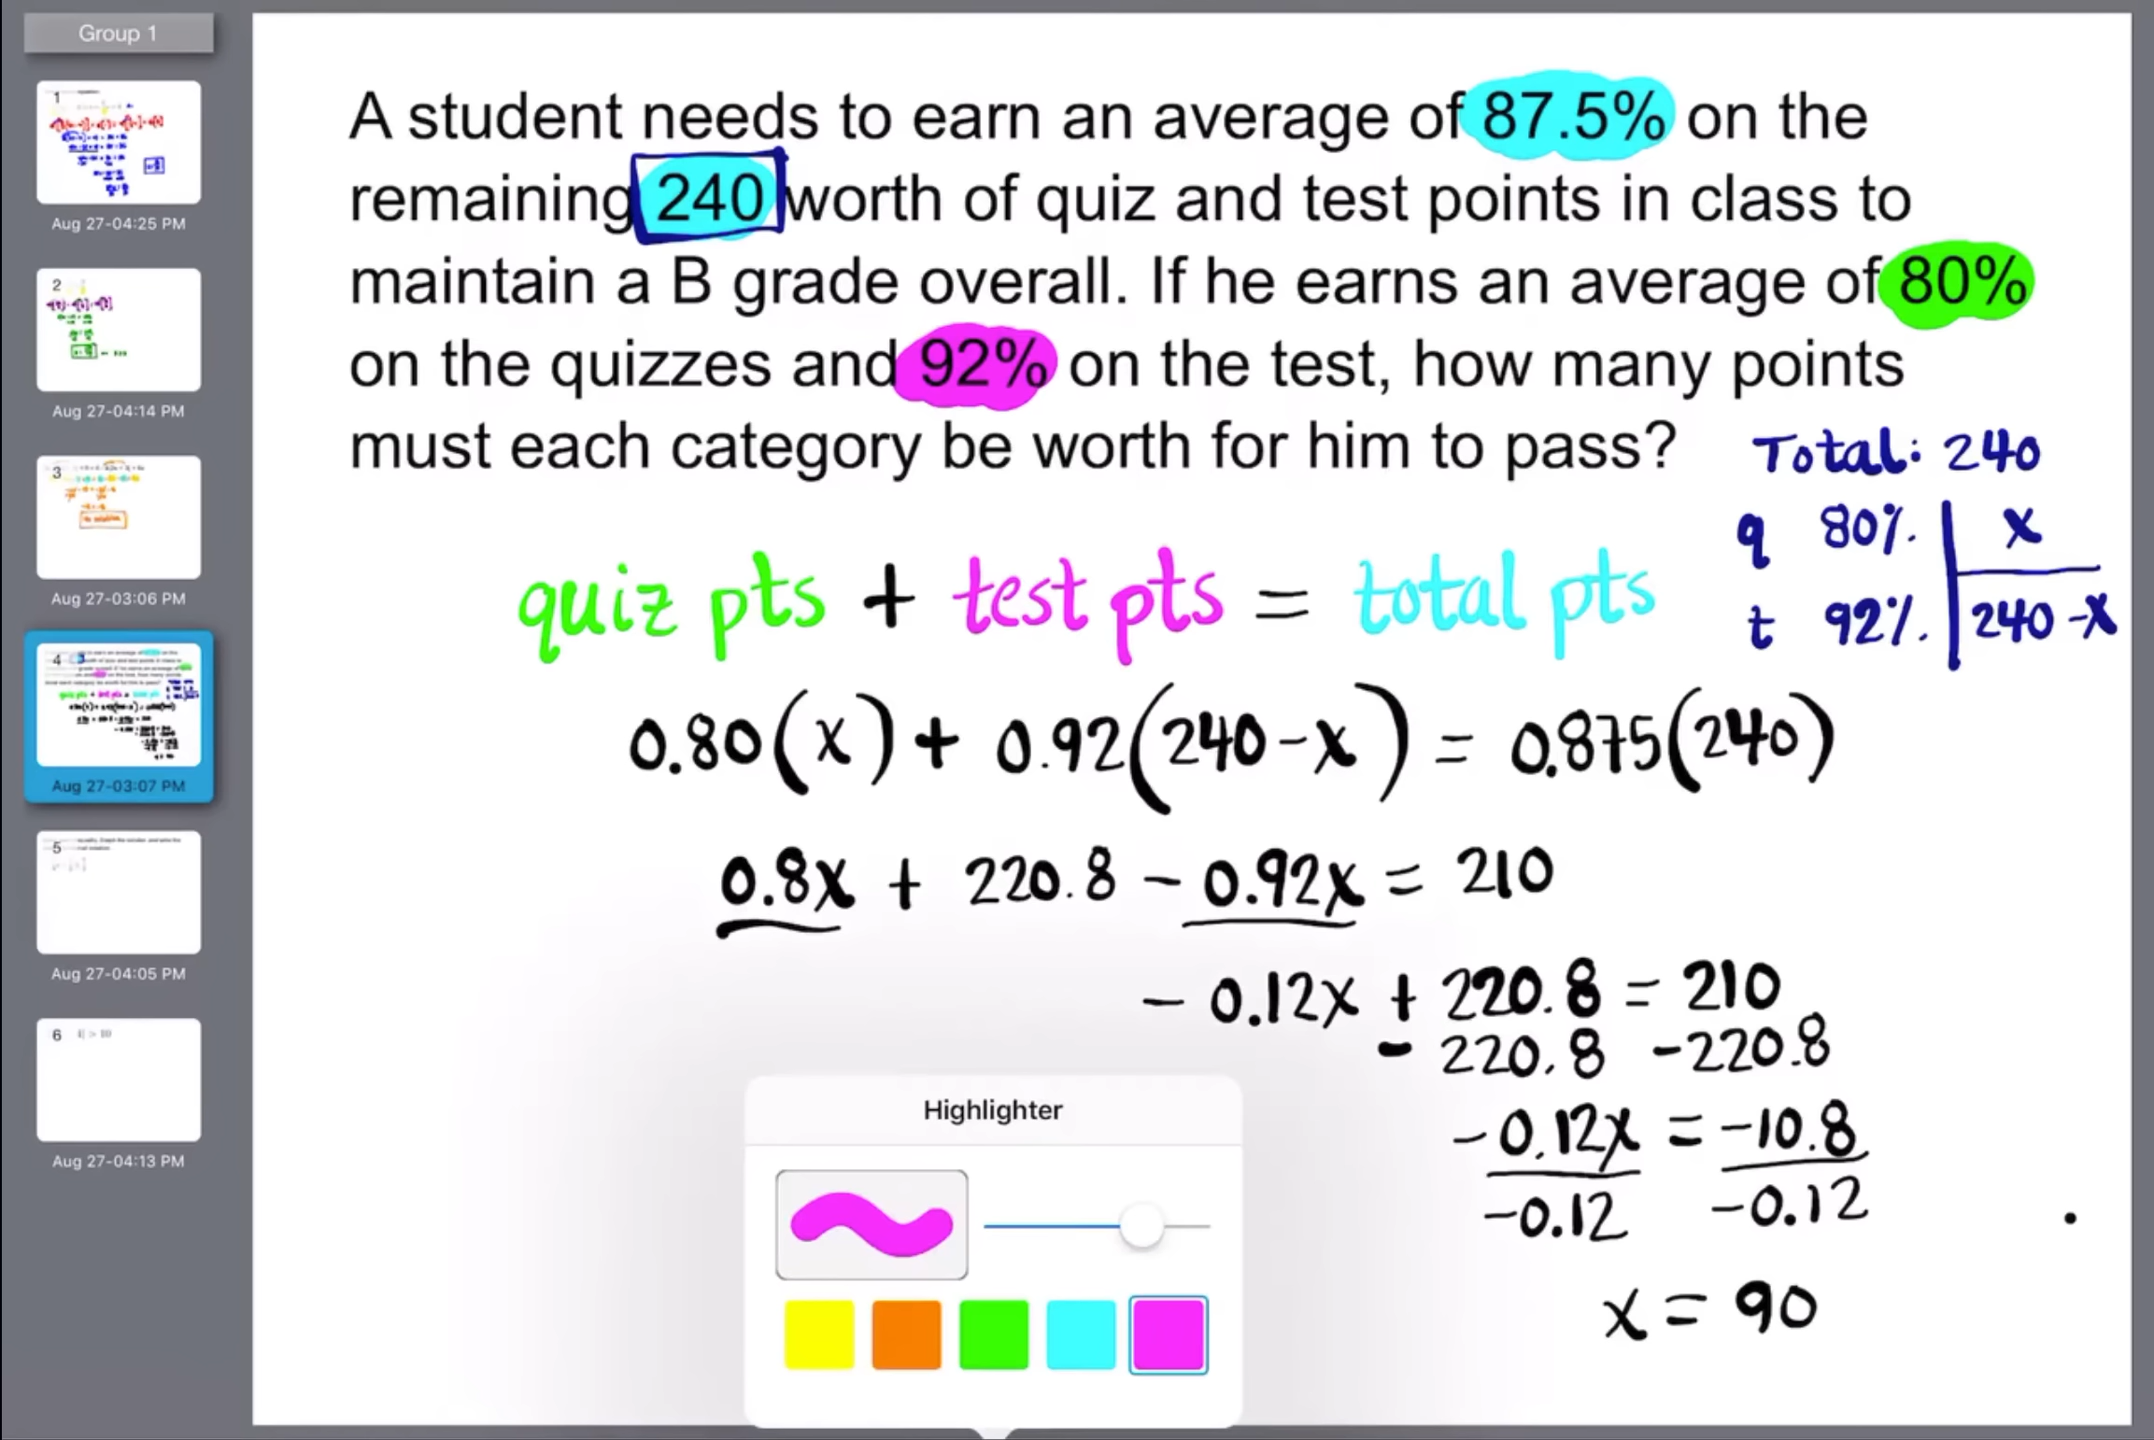 Group 1
1
Aug 27-04:25 PM
2
Aug 27-04:14 PM
3
Aug 27-03:06 PM
4
Aug 27-03:07 PM
5
Aug 27-04:05 PM
6
Aug 27-04:13 PM
A student needs to earn an average of 87.5% on the
remaining 240 worth of quiz and test points in class to
maintain a B grade overall. If he earns an average of 80%
on the quizzes and 92% on the test, how many points
must each category be worth for him to pass?
Total: 240
q 80% x
t 92% 240-x
quiz pts + test pts = total pts
0.80(x) + 0.92(240-x) = 0.875(240)
0.8x + 220.8 - 0.92x = 210
- 0.12x + 220.8 = 210
- 220.8 -220.8
-0.12x = -10.8
-0.12 -0.12
x = 90
Highlighter